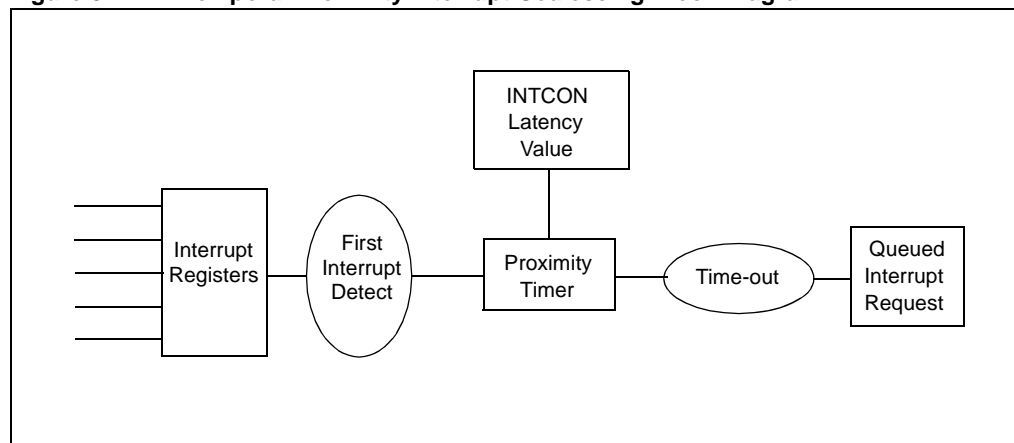 INTCON
Latency
Value
Interrupt
Registers
First
Interrupt
Detect
Proximity
Timer
Time-out
Queued
Interrupt
Request